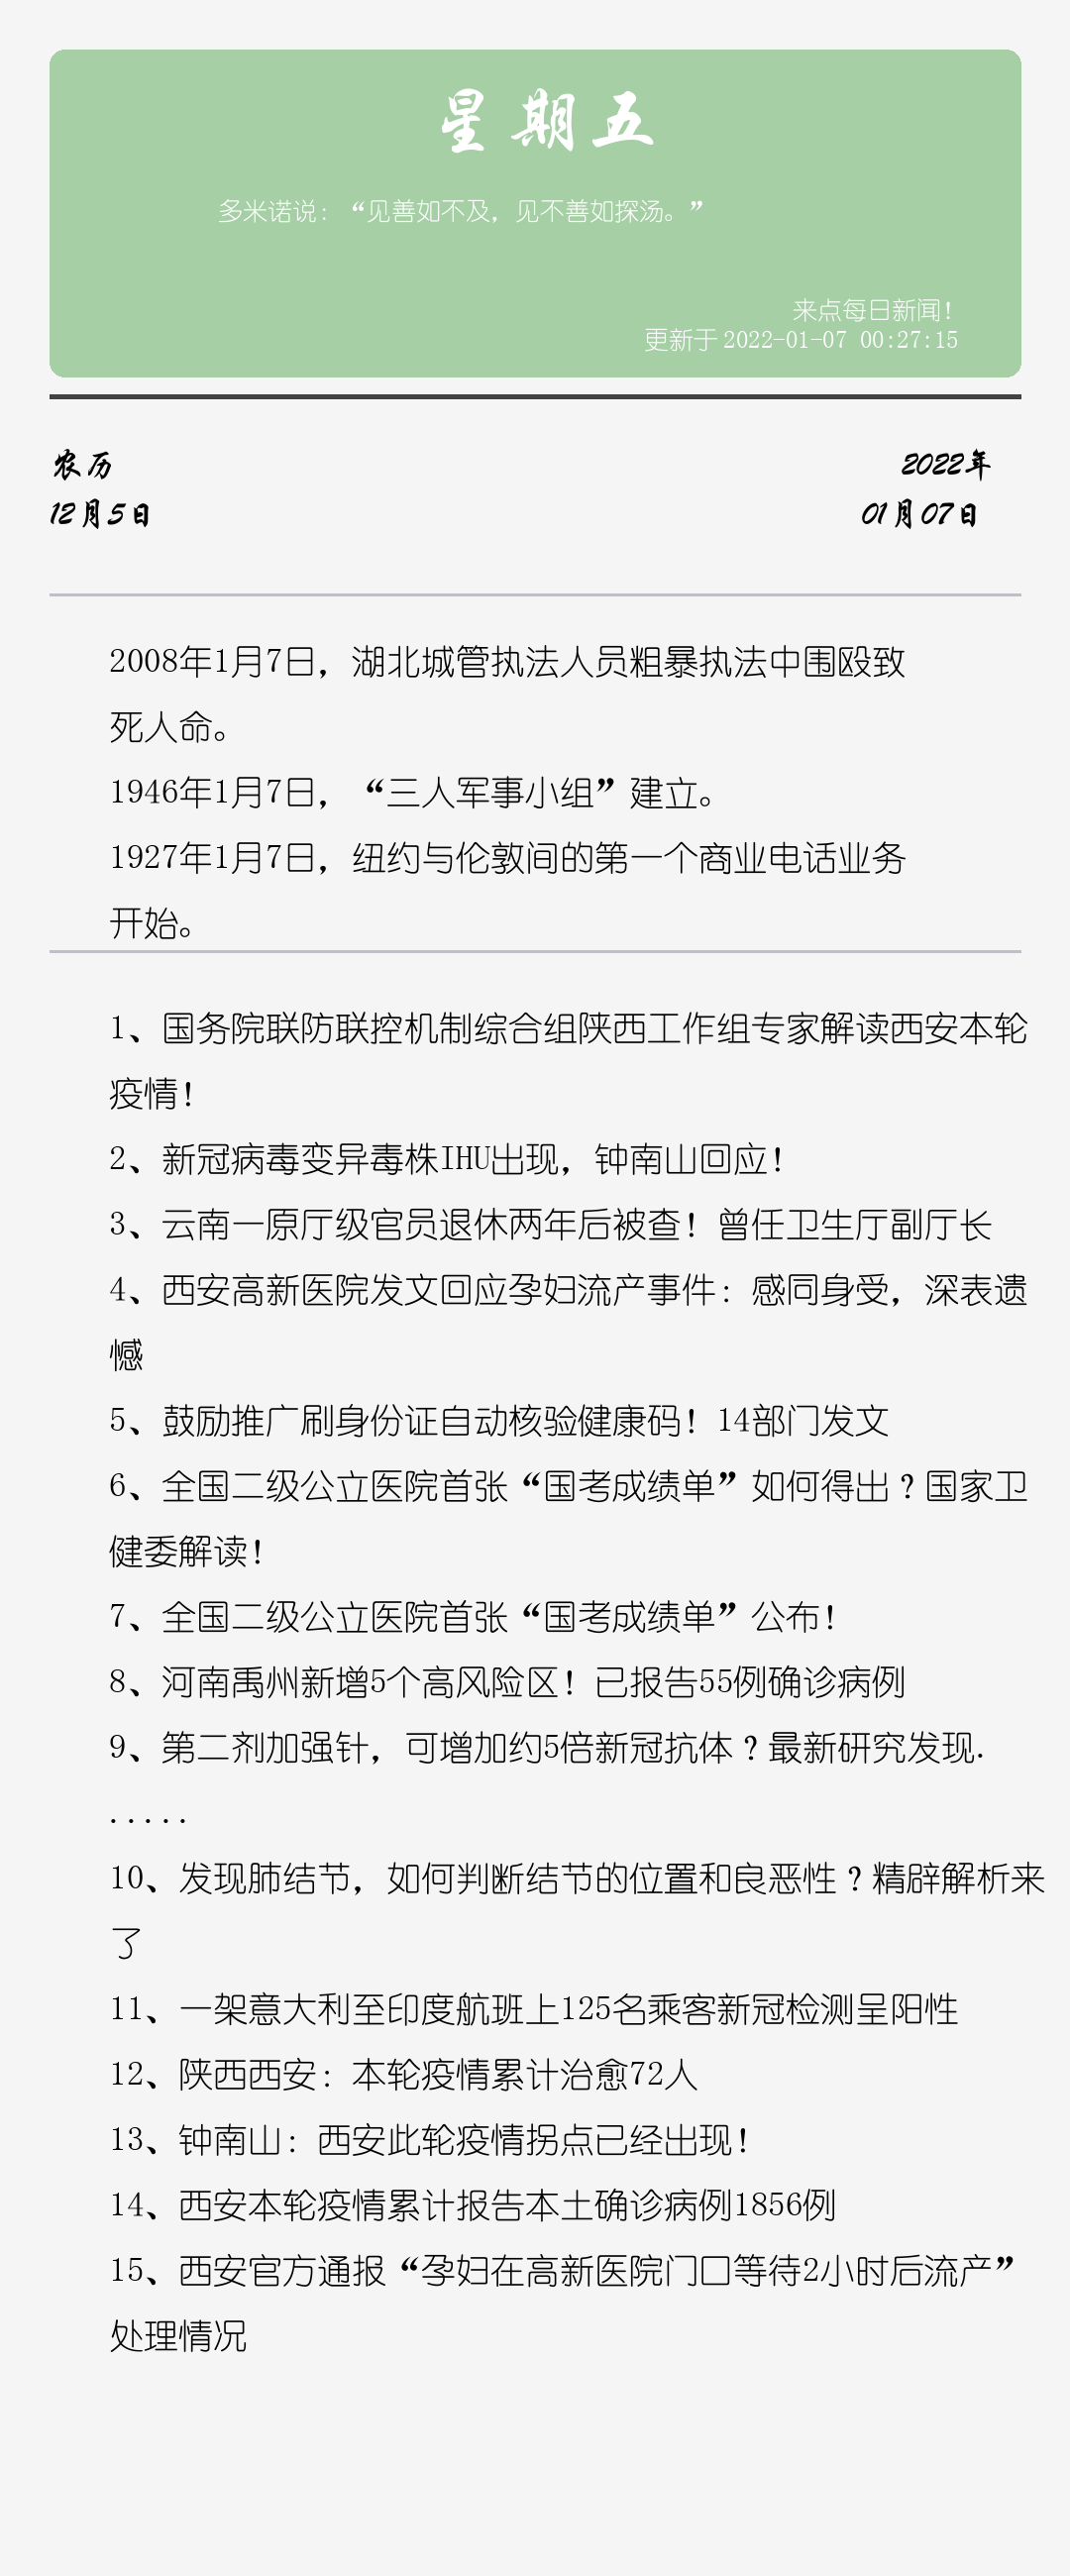 星期五
多米诺说：“见善如不及，见不善如探汤。”
来点每日新闻！
更新于 2022-01-07 00:27:15
农历
2022年
12月5日
01月07日
2008年1月7日，湖北城管执法人员粗暴执法中围殴致
死人命。
1946年1月7日，“三人军事小组”建立。
1927年1月7日，纽约与伦敦间的第一个商业电话业务
开始。
1、国务院联防联控机制综合组陕西工作组专家解读西安本轮
疫情！
2、新冠病毒变异毒株IHU出现，钟南山回应！
3、云南一原厅级官员退休两年后被查！曾任卫生厅副厅长
4、西安高新医院发文回应孕妇流产事件：感同身受，深表遗
憾
5、鼓励推广刷身份证自动核验健康码！14部门发文
6、全国二级公立医院首张“国考成绩单”如何得出？国家卫
健委解读！
7、全国二级公立医院首张“国考成绩单”公布！
8、河南禹州新增5个高风险区！已报告55例确诊病例
9、第二剂加强针，可增加约5倍新冠抗体？最新研究发现.
.....
10、发现肺结节，如何判断结节的位置和良恶性？精辟解析来
了
11、一架意大利至印度航班上125名乘客新冠检测呈阳性
12、陕西西安：本轮疫情累计治愈72人
13、钟南山：西安此轮疫情拐点已经出现！
14、西安本轮疫情累计报告本土确诊病例1856例
15、西安官方通报“孕妇在高新医院门口等待2小时后流产”
处理情况